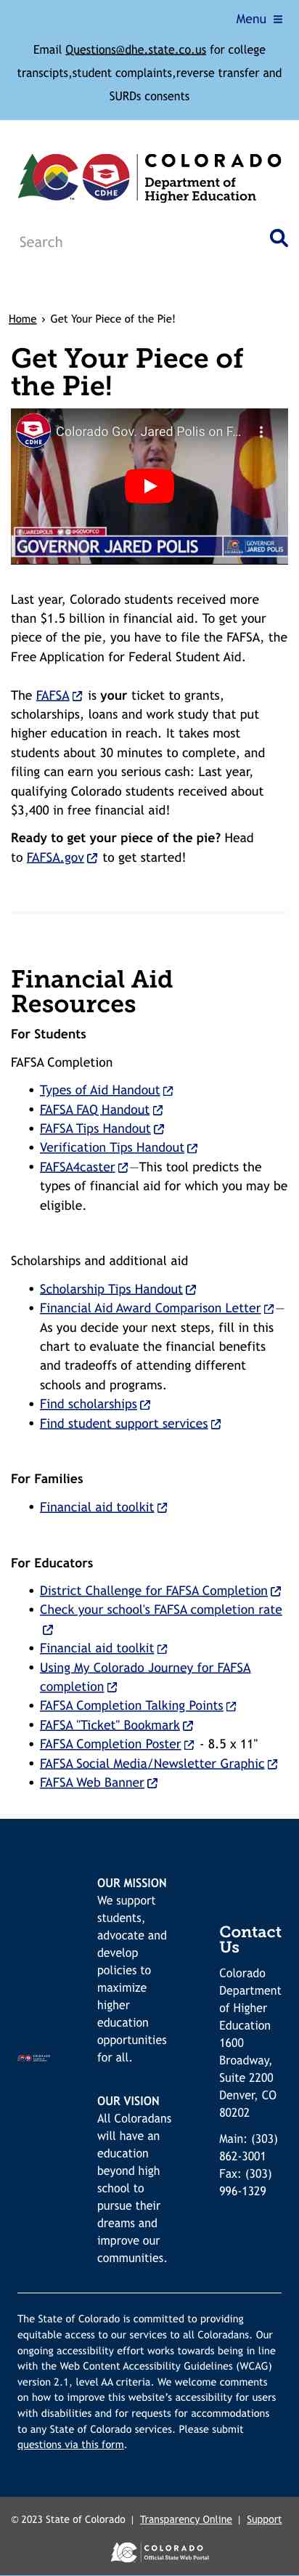 Menu ≡
Email Questions@dhe.state.co.us for college
transcipts,student complaints,reverse transfer and
SURDs consents
COLORADO
Department of
Higher Education
CDHE
Search
Home › Get Your Piece of the Pie!
Get Your Piece of
the Pie!
CDHE
Colorado Gov. Jared Polis on F...
GOVERNOR JARED POLIS
GOVERNOR
JARED POLIS
Last year, Colorado students received more
than $1.5 billion in financial aid. To get your
piece of the pie, you have to file the FAFSA, the
Free Application for Federal Student Aid.
The FAFSA is your ticket to grants,
scholarships, loans and work study that put
higher education in reach. It takes most
students about 30 minutes to complete, and
filing can earn you serious cash: Last year,
qualifying Colorado students received about
$3,400 in free financial aid!
Ready to get your piece of the pie? Head
to FAFSA.gov to get started!
Financial Aid
Resources
For Students
FAFSA Completion
• Types of Aid Handout
• FAFSA FAQ Handout
• FAFSA Tips Handout
• Verification Tips Handout
• FAFSA4caster—This tool predicts the
types of financial aid for which you may be
eligible.
Scholarships and additional aid
• Scholarship Tips Handout
• Financial Aid Award Comparison Letter—
As you decide your next steps, fill in this
chart to evaluate the financial benefits
and tradeoffs of attending different
schools and programs.
• Find scholarships
• Find student support services
For Families
• Financial aid toolkit
For Educators
• District Challenge for FAFSA Completion
• Check your school's FAFSA completion rate
• Financial aid toolkit
• Using My Colorado Journey for FAFSA
completion
• FAFSA Completion Talking Points
• FAFSA "Ticket" Bookmark
• FAFSA Completion Poster - 8.5 x 11"
• FAFSA Social Media/Newsletter Graphic
• FAFSA Web Banner
OUR MISSION
We support
students,
advocate and
develop
policies to
maximize
higher
education
opportunities
for all.
OUR VISION
All Coloradans
will have an
education
beyond high
school to
pursue their
dreams and
improve our
communities.
Contact
Us
Colorado
Department
of Higher
Education
1600
Broadway,
Suite 2200
Denver, CO
80202
Main: (303)
862-3001
Fax: (303)
996-1329
The State of Colorado is committed to providing
equitable access to our services to all Coloradans. Our
ongoing accessibility effort works towards being in line
with the Web Content Accessibility Guidelines (WCAG)
version 2.1, level AA criteria. We welcome comments
on how to improve this website's accessibility for users
with disabilities and for requests for accommodations
to any State of Colorado services. Please submit
questions via this form.
© 2023 State of Colorado | Transparency Online | Support
COLORADO
Official State Web Portal